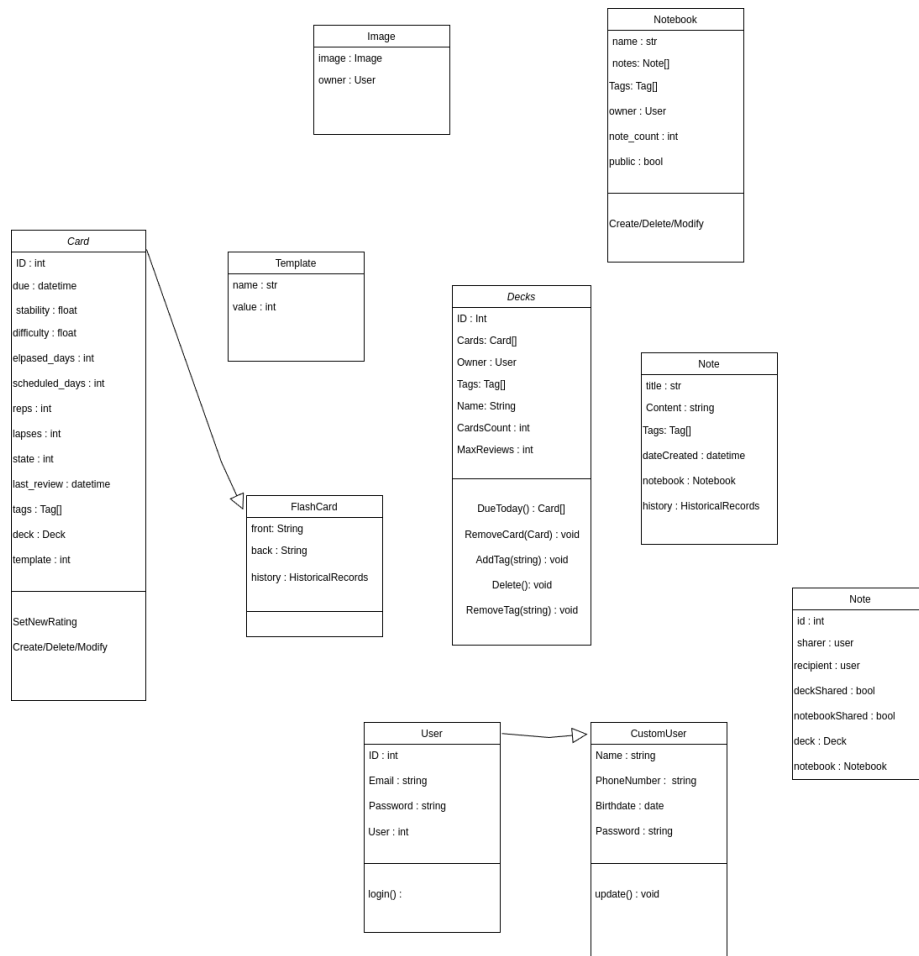 Image
image : Image
owner : User
Notebook
name : str
notes: Note[]
Tags: Tag[]
owner : User
note_count : int
public : bool
Create/Delete/Modify
Card
ID : int
due : datetime
stability : float
difficulty : float
elpased_days : int
scheduled_days : int
reps : int
lapses : int
state : int
last_review : datetime
tags : Tag[]
deck : Deck
template : int
SetNewRating
Create/Delete/Modify
Template
name : str
value : int
Decks
ID : Int
Cards: Card[]
Owner : User
Tags: Tag[]
Name: String
CardsCount : int
MaxReviews : int
DueToday() : Card[]
RemoveCard(Card) : void
AddTag(string) : void
Delete(): void
RemoveTag(string) : void
Note
title : str
Content : string
Tags: Tag[]
dateCreated : datetime
notebook : Notebook
history : HistoricalRecords
FlashCard
front: String
back : String
history : HistoricalRecords
Note
id : int
sharer : user
recipient : user
deckShared : bool
notebookShared : bool
deck : Deck
notebook : Notebook
User
ID : int
Email : string
Password : string
User : int
login() :
CustomUser
Name : string
PhoneNumber :  string
Birthdate : date
Password : string
update() : void